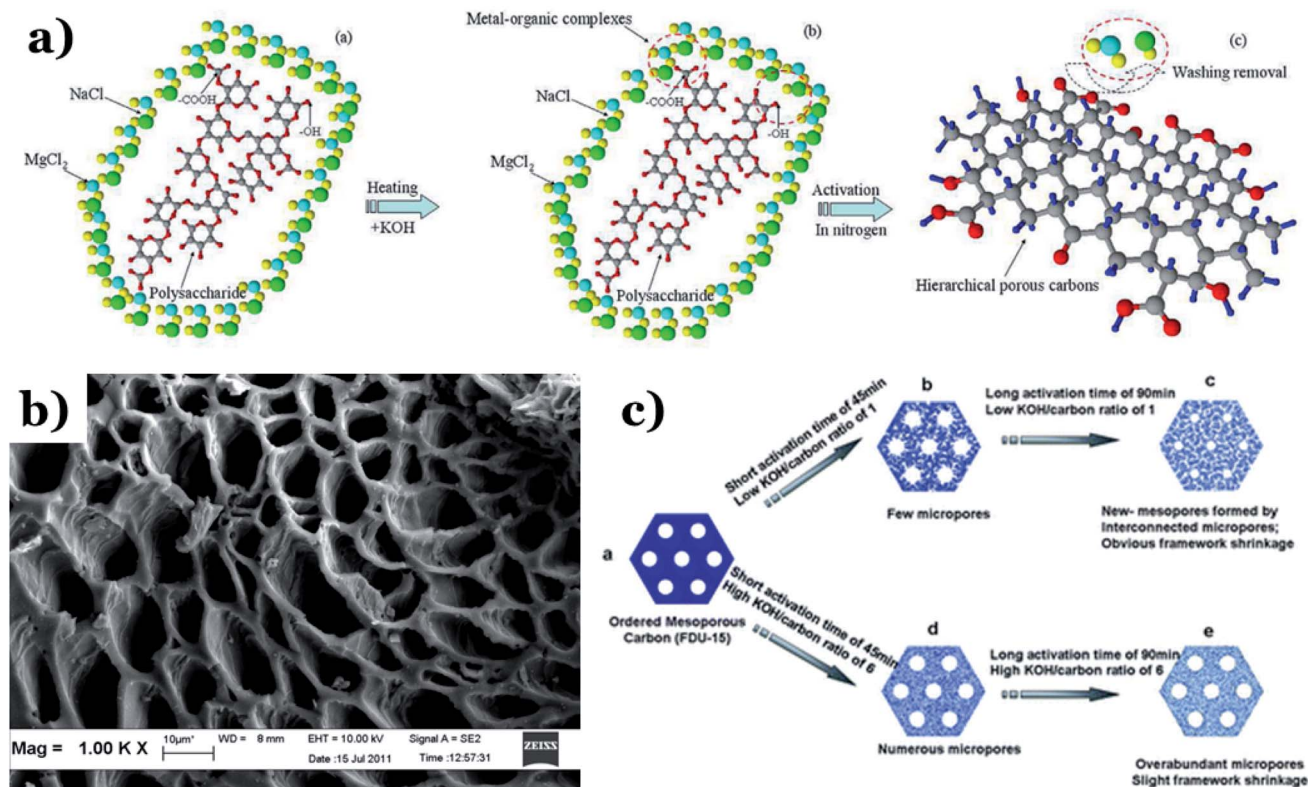 a)
(a)
NaCl
-COOH
-OH
MgCl2
Polysaccharide
Heating
+KOH
Metal-organic complexes
(b)
NaCl
-COOH
-OH
MgCl2
Polysaccharide
Activation
In nitrogen
(c)
Washing removal
Hierarchical porous carbons
b)
Mag = 1.00 K X
10µm*
WD = 8 mm
EHT = 10.00 kV
Signal A = SE2
Date :15 Jul 2011
Time :12:57:31
ZEISS
c)
a
Ordered Mesoporous
Carbon (FDU-15)
Short activation time of 45min
Low KOH/carbon ratio of 1
b
Few micropores
Long activation time of 90min
Low KOH/carbon ratio of 1
c
New- mesopores formed by
Interconnected micropores;
Obvious framework shrinkage
Short activation time of 45min
High KOH/carbon ratio of 6
d
Numerous micropores
Long activation time of 90min
High KOH/carbon ratio of 6
e
Overabundant micropores
Slight framework shrinkage